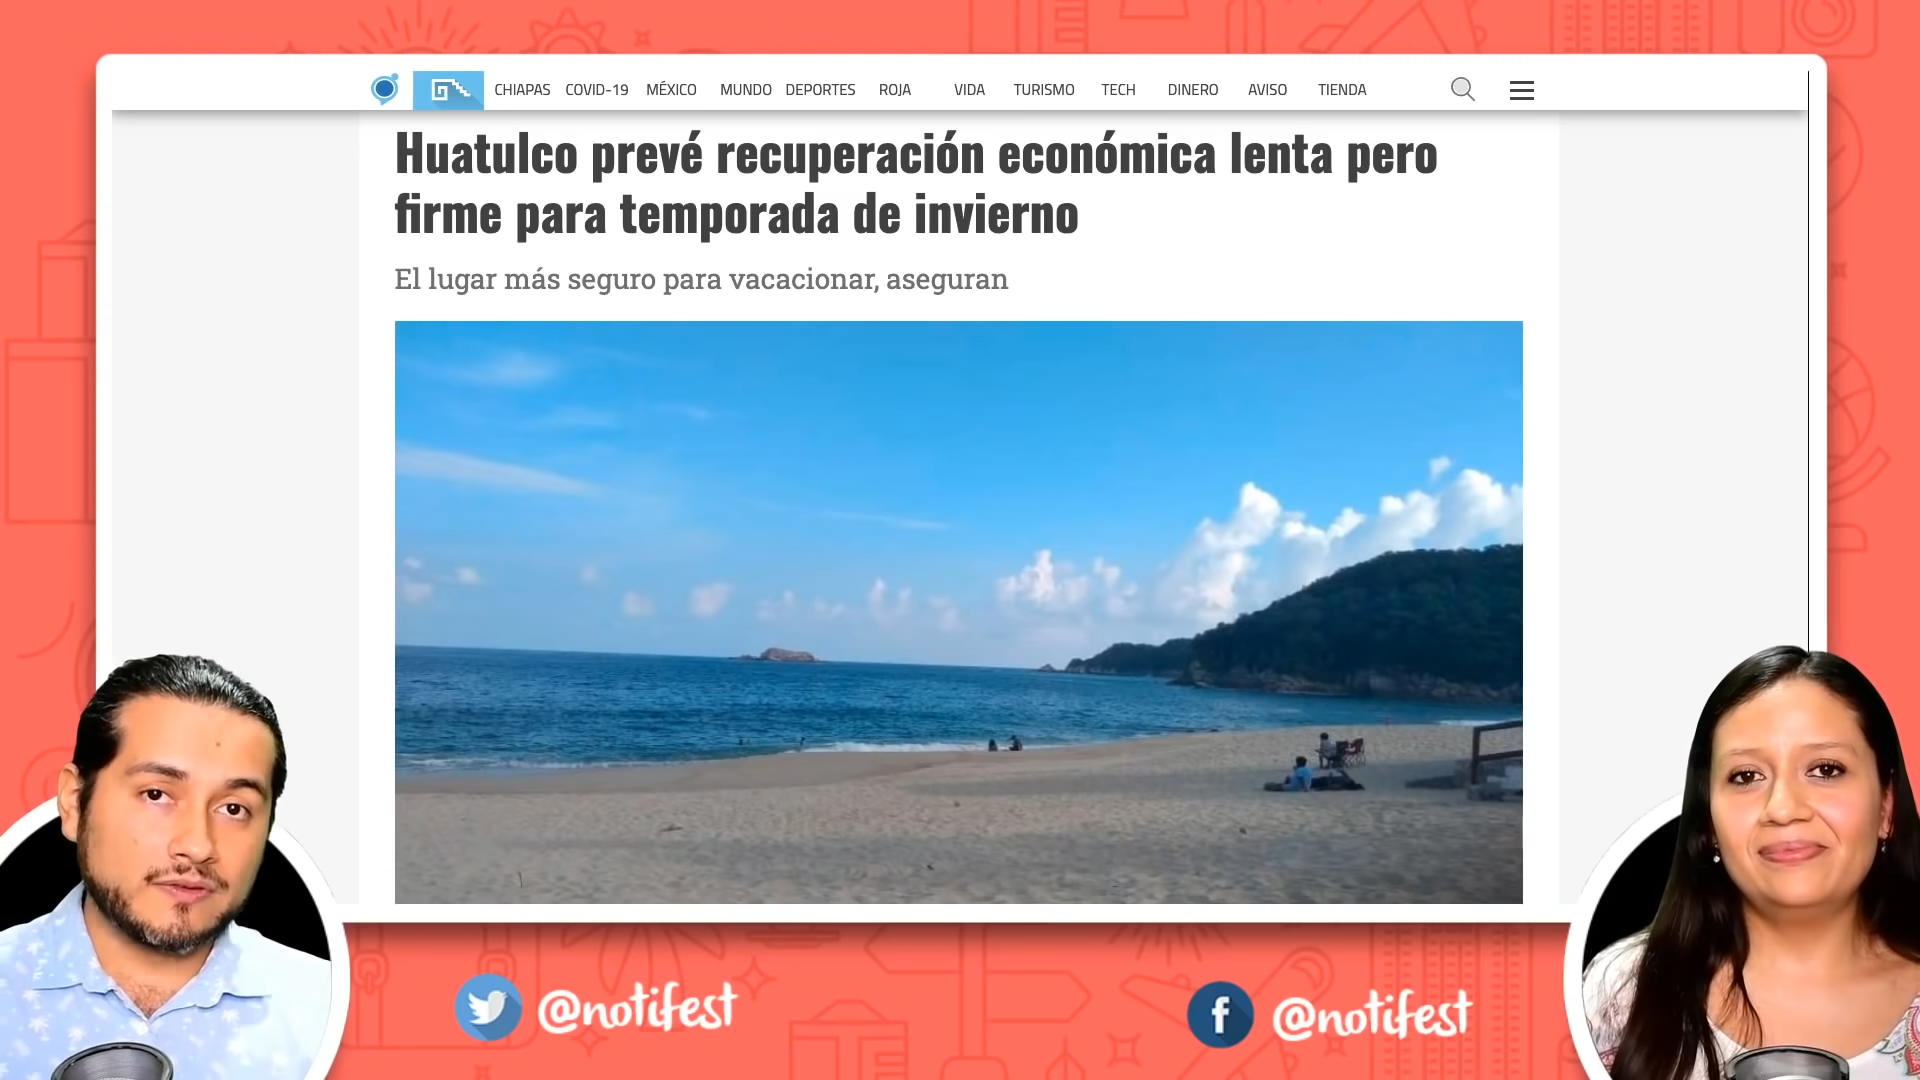 CHIAPAS COVID-19 MÉXICO MUNDO DEPORTES ROJA VIDA TURISMO TECH DINERO AVISO TIENDA
Huatulco prevé recuperación económica lenta pero
firme para temporada de invierno
El lugar más seguro para vacacionar, aseguran
@notifest
@notifest